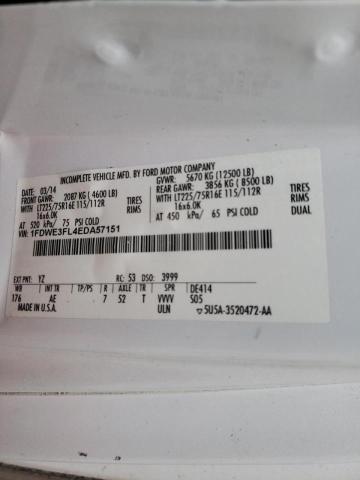 INCOMPLETE VEHICLE MFD. BY FORD MOTOR COMPANY
DATE: 03/14 GVWR: 5670 KG (12500 LB)
FRONT GAWR: 2087 KG (4600 LB) REAR GAWR: 3856 KG (8500 LB)
WITH LT225/75R16E 115/112R TIRES WITH LT225/75R16E 115/112R TIRES
16x6.0K RIMS 16x6.0K RIMS
AT 520 kPa/ 75 PSI COLD AT 450 kPa/ 65 PSI COLD DUAL
VIN: 1FDWE3FL4EDA57151
EXT PNT: YZ RC: 53 DSO: 3999
WB INT TR TP/PS R AXLE TR SPR DE414
176 AE 7 52 T VVVV S05
MADE IN U.S.A. ULN 5U5A-3520472-AA